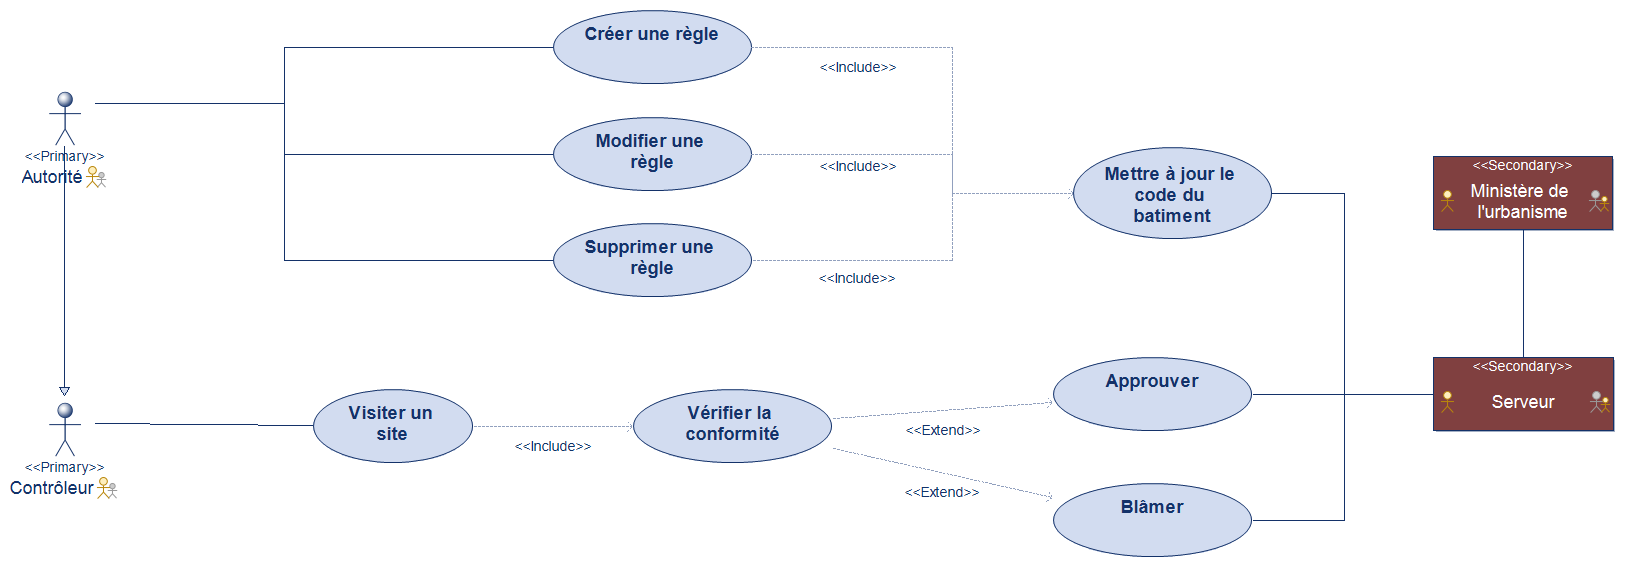 Créer une règle
<<Include>>
<<Primary>>
Autorité
Modifier une
règle
<<Include>>
Supprimer une
règle
<<Include>>
Mettre à jour le
code du
batiment
<<Secondary>>
Ministère de
l'urbanisme
<<Primary>>
Contrôleur
Visiter un
site
<<Include>>
Vérifier la
conformité
<<Extend>>
<<Extend>>
Approuver
Blâmer
<<Secondary>>
Serveur